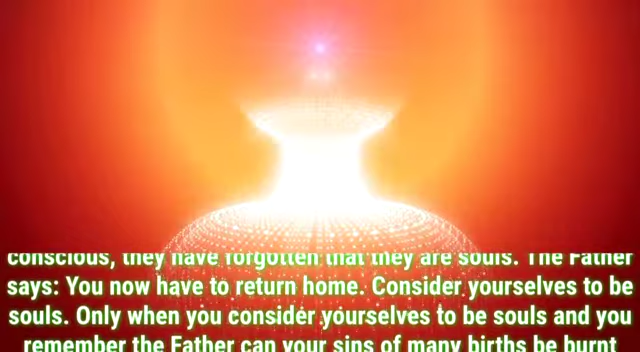 conscious, they have forgotten that they are souls. The Father
says: You now have to return home. Consider yourselves to be
souls. Only when you consider yourselves to be souls and you
remember the Father can your sins of many births be burnt